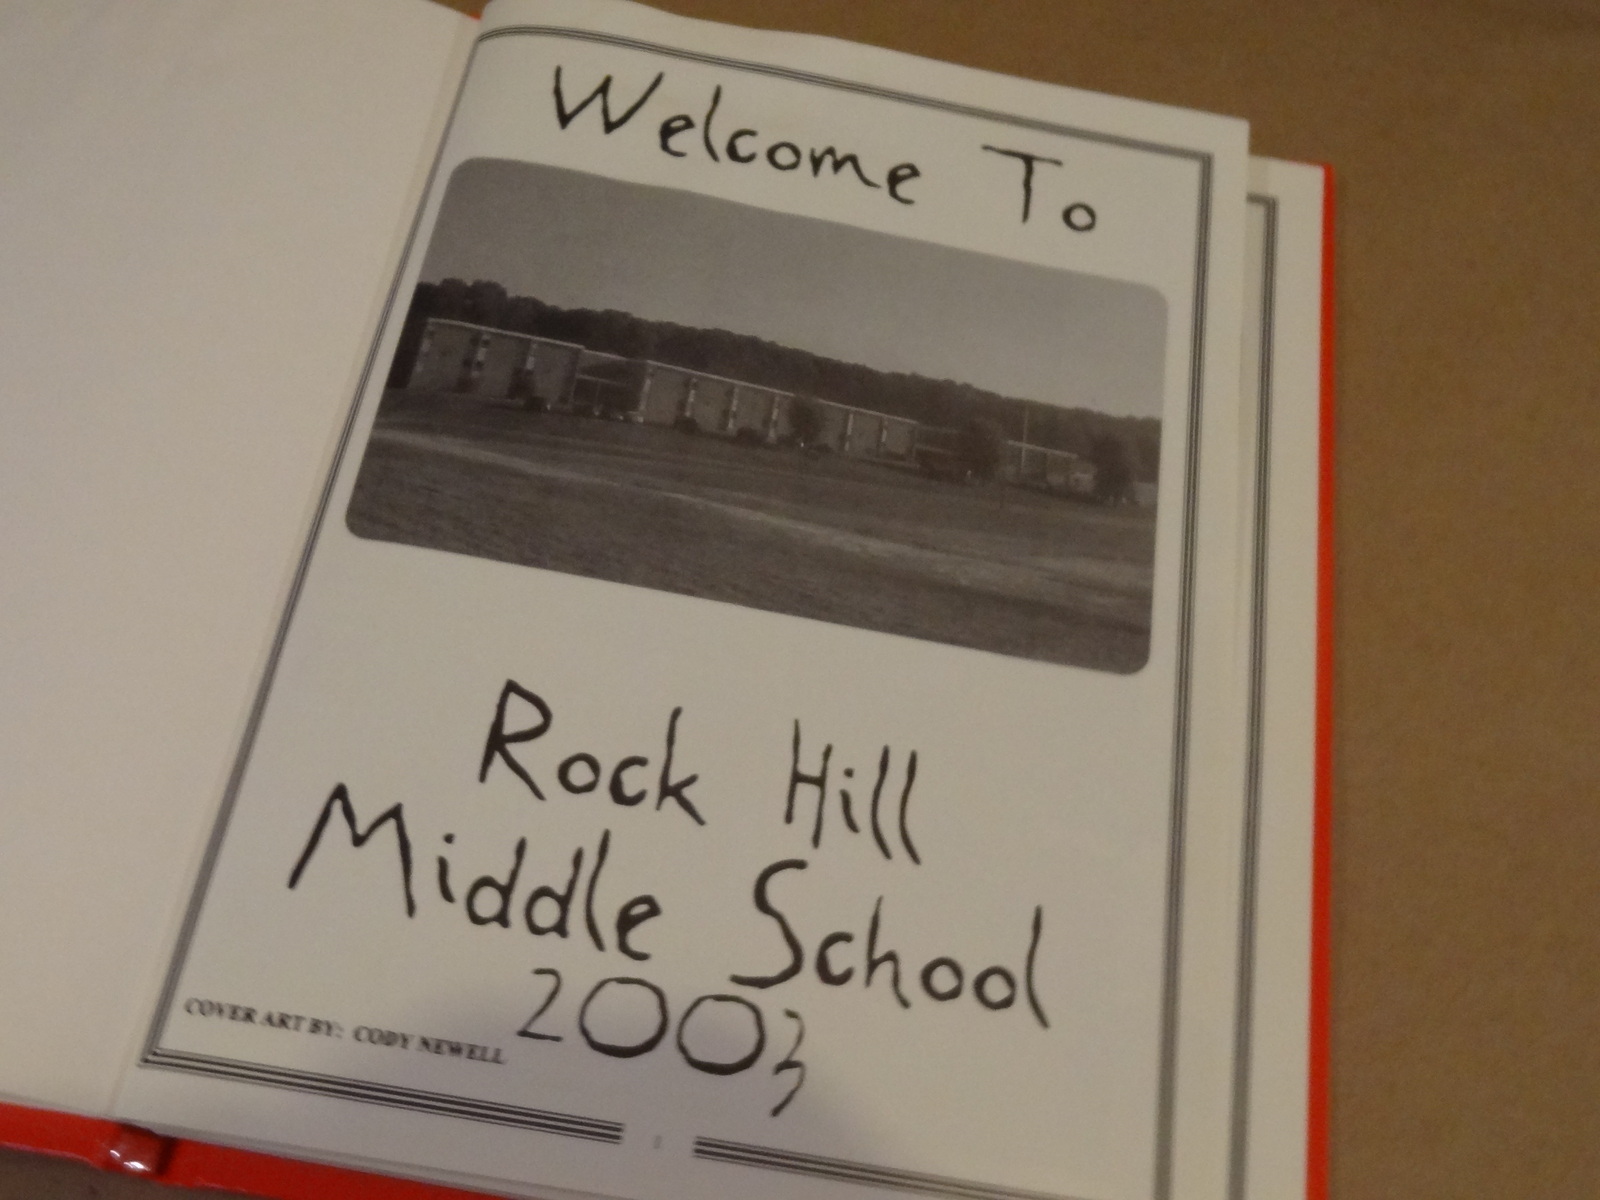 Welcome To
Rock Hill
Middle School
2003
COVER ART BY: CODY NEWELL